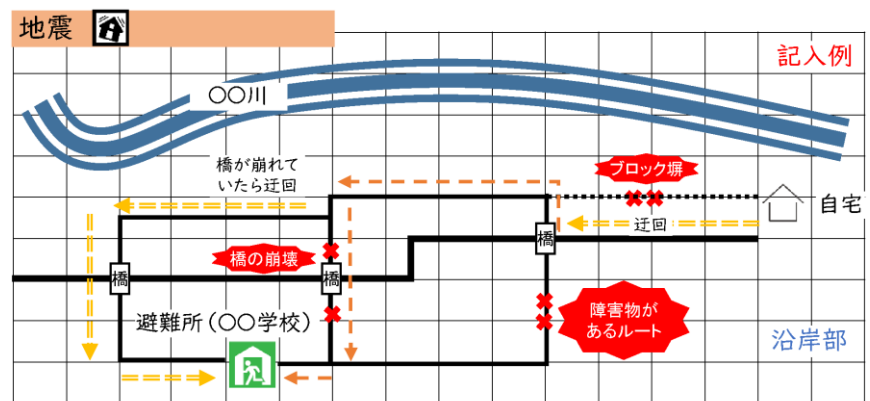 地震
記入例
〇〇川
橋が崩れて
いたら迂回
ブロック塀
自宅
迂回
橋
橋の崩壊
橋
橋
避難所(〇〇学校)
障害物が
あるルート
沿岸部